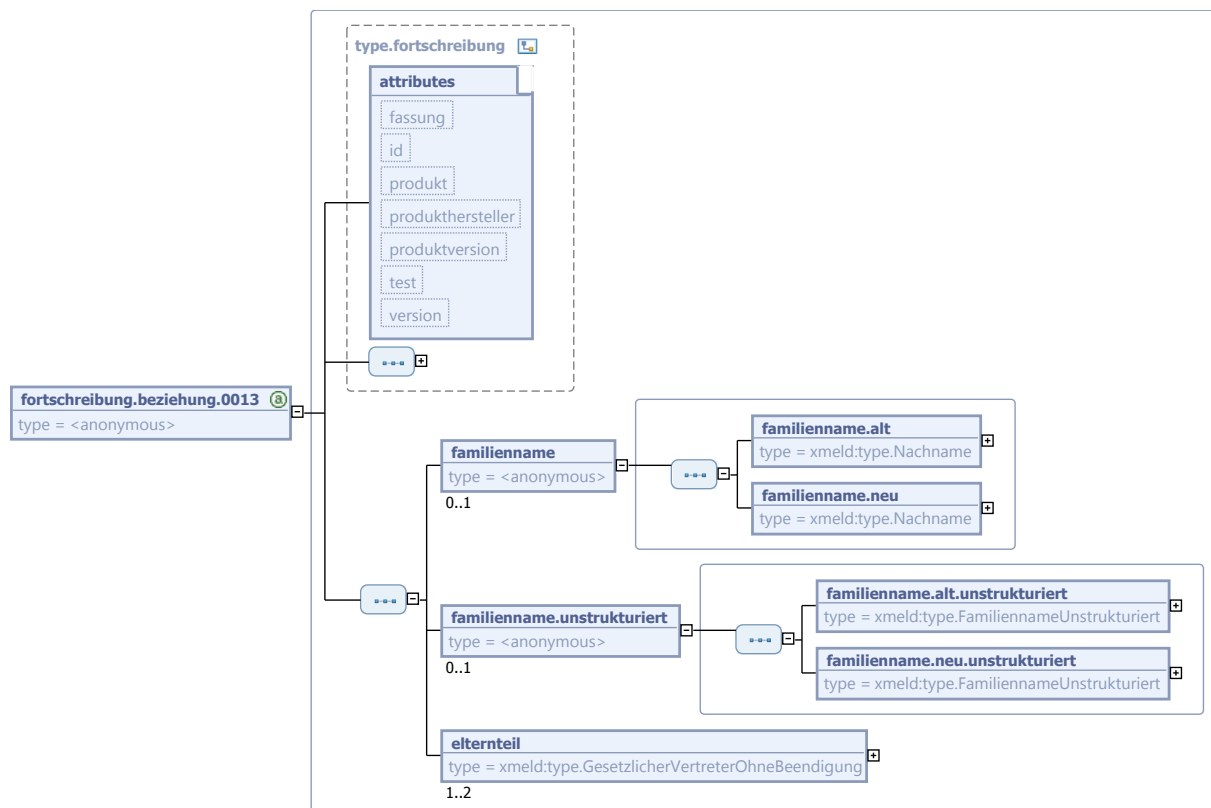 type.fortschreibung
attributes
fassung
id
produkt
produkthersteller
produktversion
test
version
fortschreibung.beziehung.0013 a
type = <anonymous>
familienname
type = <anonymous>
0..1
familienname.alt
type = xmeld:type.Nachname
familienname.neu
type = xmeld:type.Nachname
familienname.unstrukturiert
type = <anonymous>
0..1
familienname.alt.unstrukturiert
type = xmeld:type.FamiliennameUnstrukturiert
familienname.neu.unstrukturiert
type = xmeld:type.FamiliennameUnstrukturiert
elternteil
type = xmeld:type.GesetzlicherVertreterOhneBeendigung
1..2